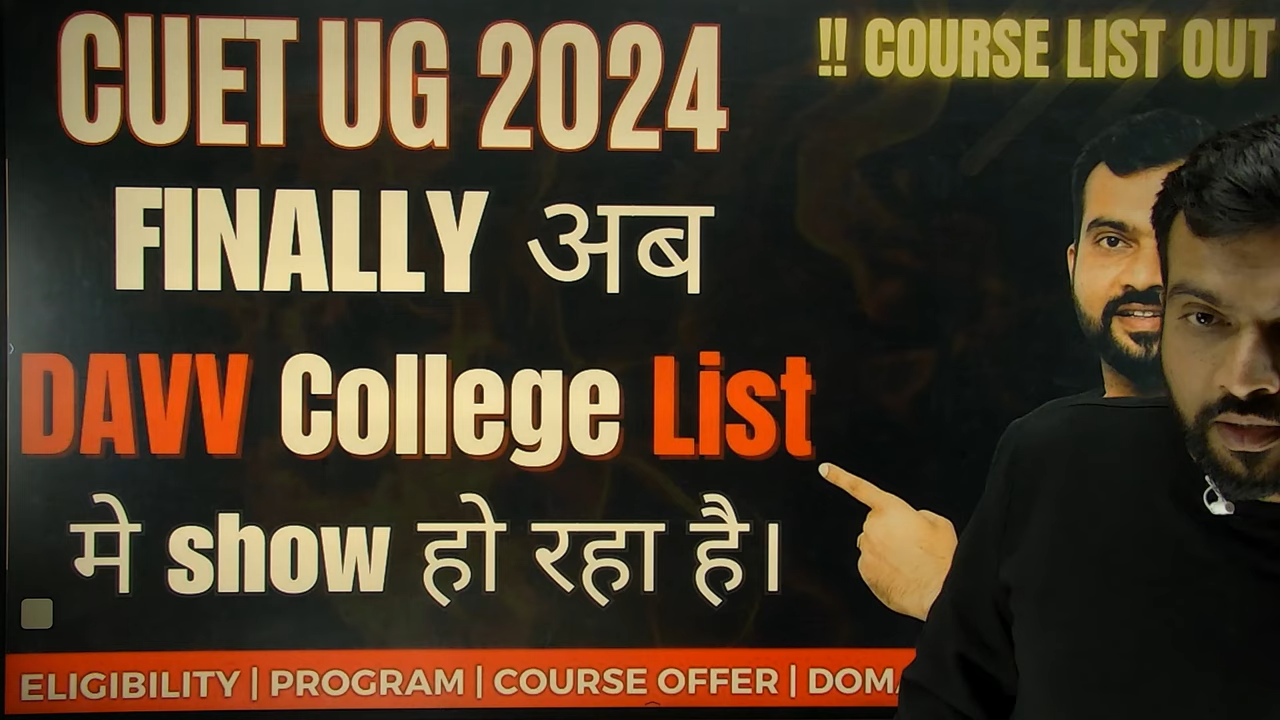 CUET UG 2024
!! COURSE LIST OUT
FINALLY अब
DAVV College List
मे show हो रहा है।
ELIGIBILITY | PROGRAM | COURSE OFFER | DOMA